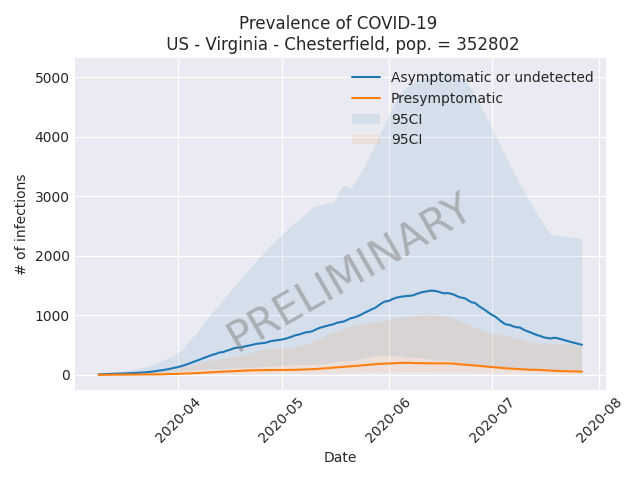 Prevalence of COVID-19
US - Virginia - Chesterfield, pop. = 352802
Asymptomatic or undetected
Presymptomatic
95CI
95CI
5000
4000
3000
2000
1000
0
# of infections
PRELIMINARY
2020-04
2020-05
2020-06
2020-07
2020-08
Date